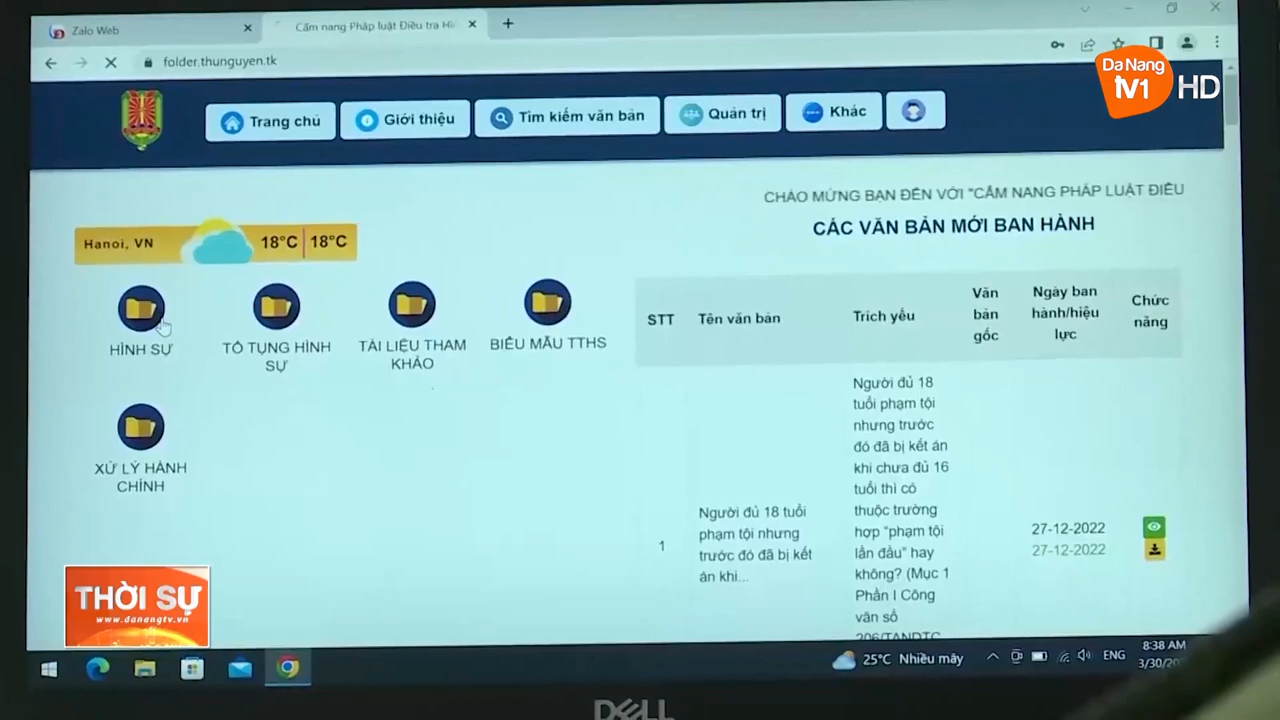 Zalo Web
Cẩm nang Pháp luật Điều tra Hì
folder.thunguyen.tk
Da Nang
TV1 HD
Trang chủ
Giới thiệu
Tìm kiếm văn bản
Quản trị
Khác
CHÀO MỪNG BẠN ĐẾN VỚI "CẨM NANG PHÁP LUẬT ĐIỀU
CÁC VĂN BẢN MỚI BAN HÀNH
Hanoi, VN
18°C 18°C
HÌNH SỰ
TỐ TỤNG HÌNH
SỰ
TÀI LIỆU THAM
KHẢO
BIỂU MẪU TTHS
XỬ LÝ HÀNH
CHÍNH
STT
Tên văn bản
Trích yếu
Văn
bản
gốc
Ngày ban
hành/hiệu
lực
Chức
năng
1
Người đủ 18 tuổi
phạm tội nhưng
trước đó đã bị kết
án khi...
Người đủ 18
tuổi phạm tội
nhưng trước
đó đã bị kết án
khi chưa đủ 16
tuổi thì có
thuộc trường
hợp "phạm tội
lần đầu" hay
không? (Mục 1
Phần I Công
văn số
206/TANDTC
27-12-2022
27-12-2022
THỜI SỰ
www.danangtv.vn
25°C Nhiều mây
ENG
8:38 AM
3/30/20
DELL